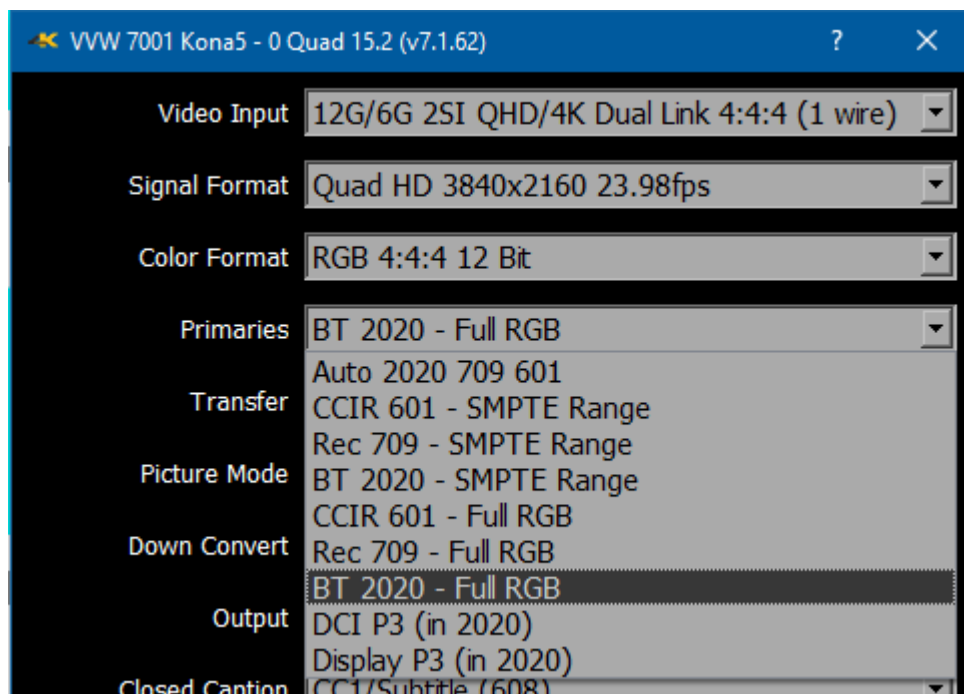 4K VVW 7001 Kona5 - 0 Quad 15.2 (v7.1.62) ? ×
Video Input 12G/6G 2SI QHD/4K Dual Link 4:4:4 (1 wire)
Signal Format Quad HD 3840x2160 23.98fps
Color Format RGB 4:4:4 12 Bit
Primaries BT 2020 - Full RGB
Auto 2020 709 601
Transfer CCIR 601 - SMPTE Range
Rec 709 - SMPTE Range
Picture Mode BT 2020 - SMPTE Range
CCIR 601 - Full RGB
Down Convert Rec 709 - Full RGB
BT 2020 - Full RGB
Output DCI P3 (in 2020)
Display P3 (in 2020)
Closed Caption CC1/Subtitle (608)